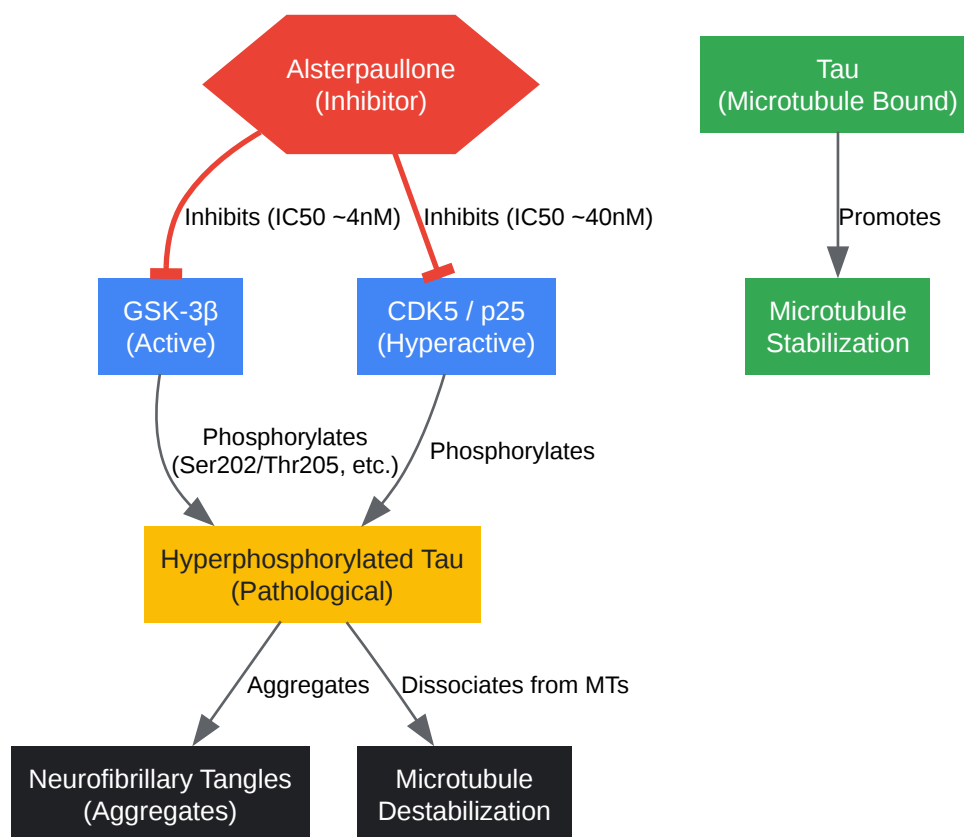 Alsterpaullone
(Inhibitor)
Tau
(Microtubule Bound)
Inhibits (IC50 ~4nM)
Inhibits (IC50 ~40nM)
Promotes
GSK-3β
(Active)
CDK5 / p25
(Hyperactive)
Microtubule
Stabilization
Phosphorylates
(Ser202/Thr205, etc.)
Phosphorylates
Hyperphosphorylated Tau
(Pathological)
Aggregates
Dissociates from MTs
Neurofibrillary Tangles
(Aggregates)
Microtubule
Destabilization